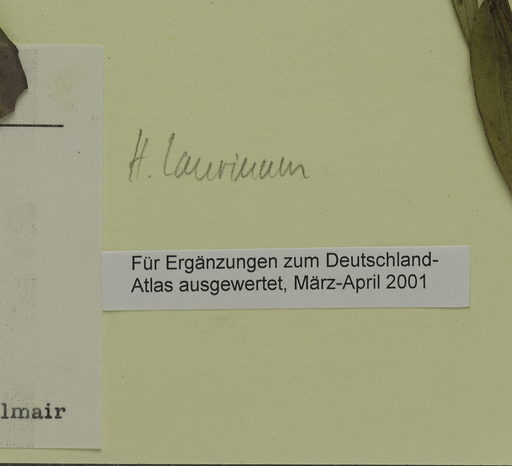 H. laurinum
Für Ergänzungen zum Deutschland-
Atlas ausgewertet, März-April 2001
lmair